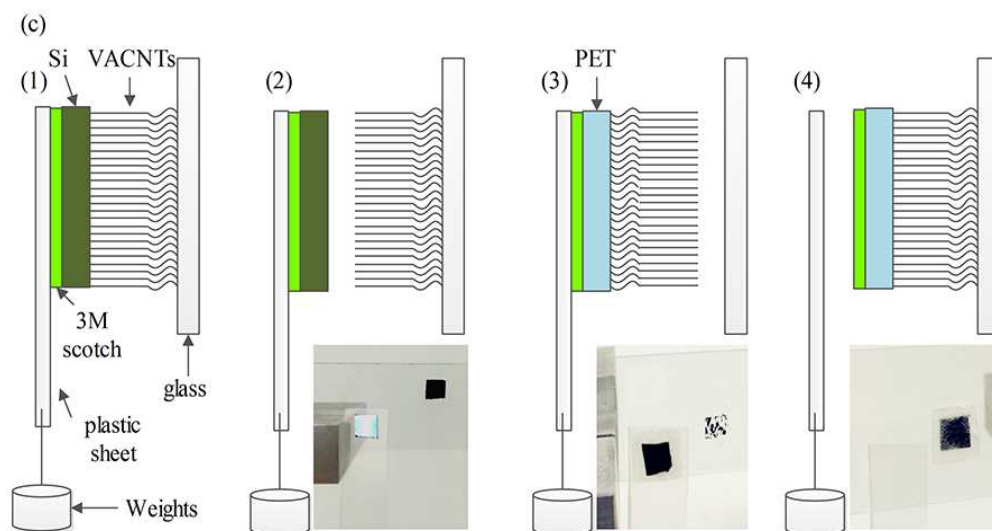 (c)
Si VACNTs
PET
(1) (2) (3) (4)
3M
scotch
glass
plastic
sheet
Weights